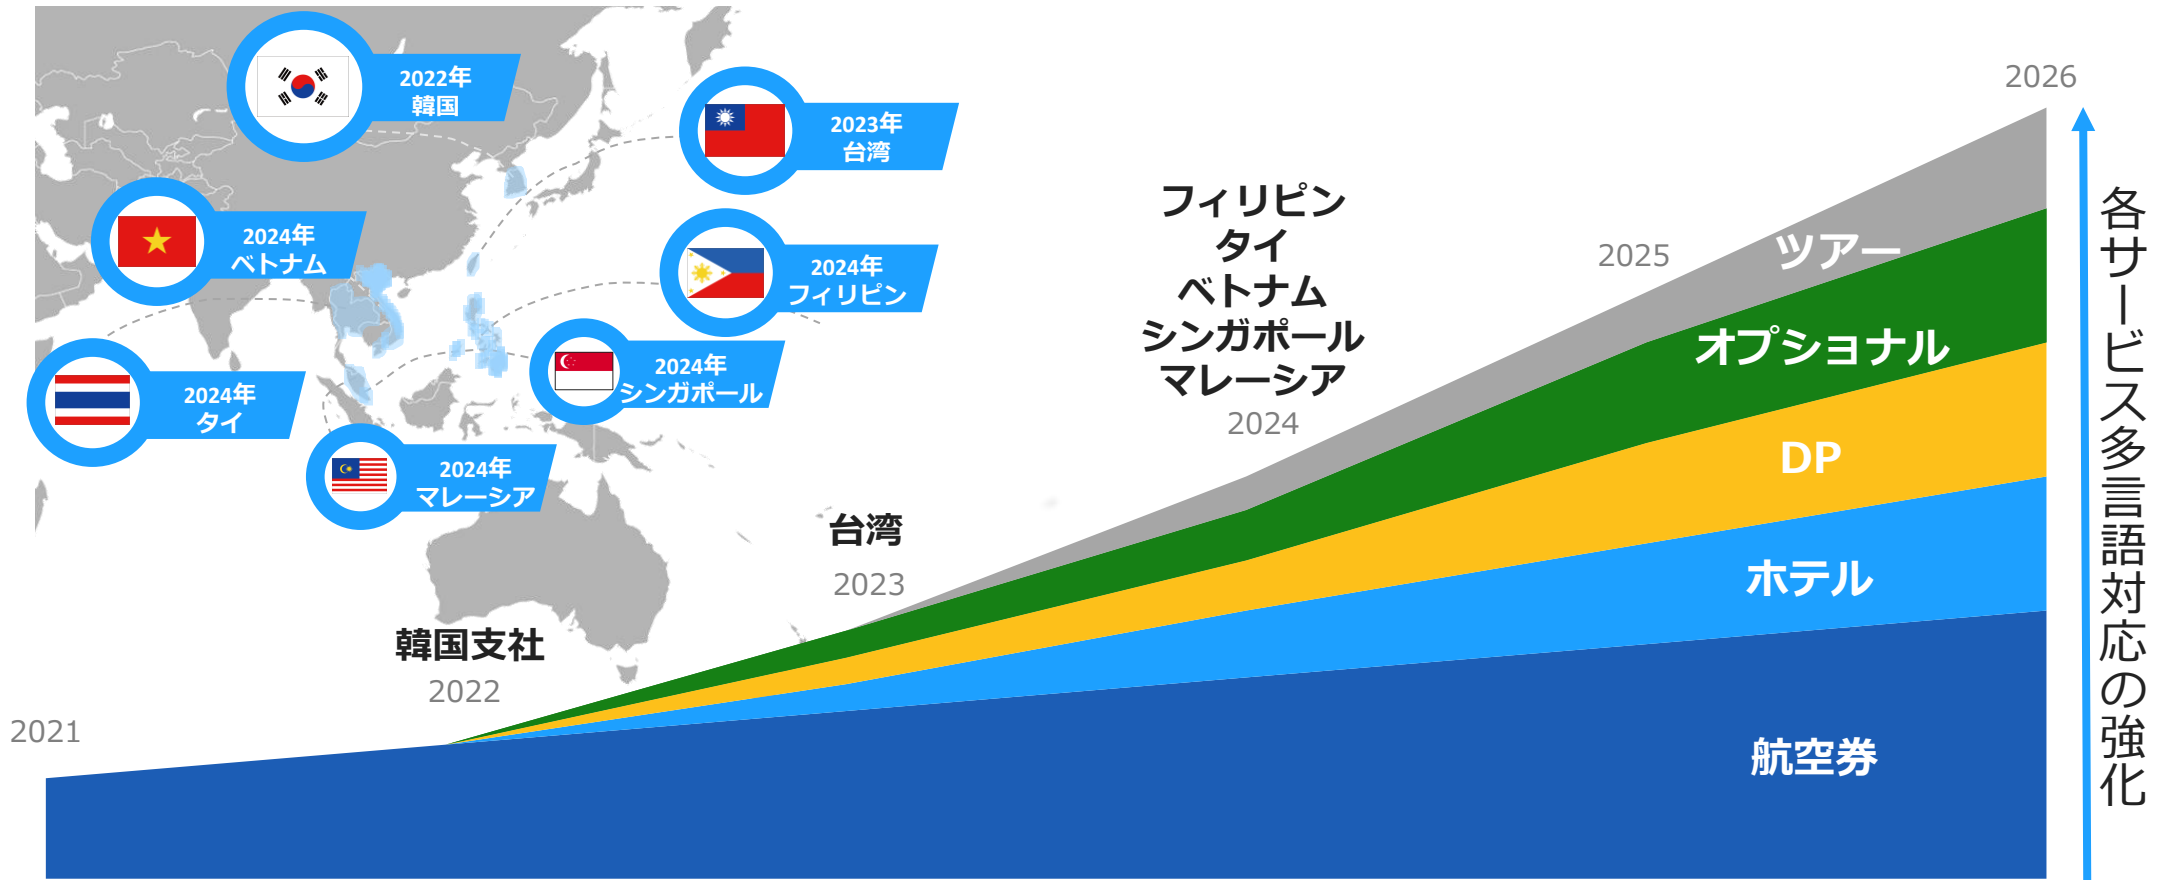 2022年
韓国
2023年
台湾
2024年
ベトナム
2024年
フィリピン
2024年
シンガポール
2024年
タイ
2024年
マレーシア
2021
韓国支社
2022
台湾
2023
フィリピン
タイ
ベトナム
シンガポール
マレーシア
2024
2025
2026
ツアー
オプショナル
DP
ホテル
航空券
各サービス多言語対応の強化